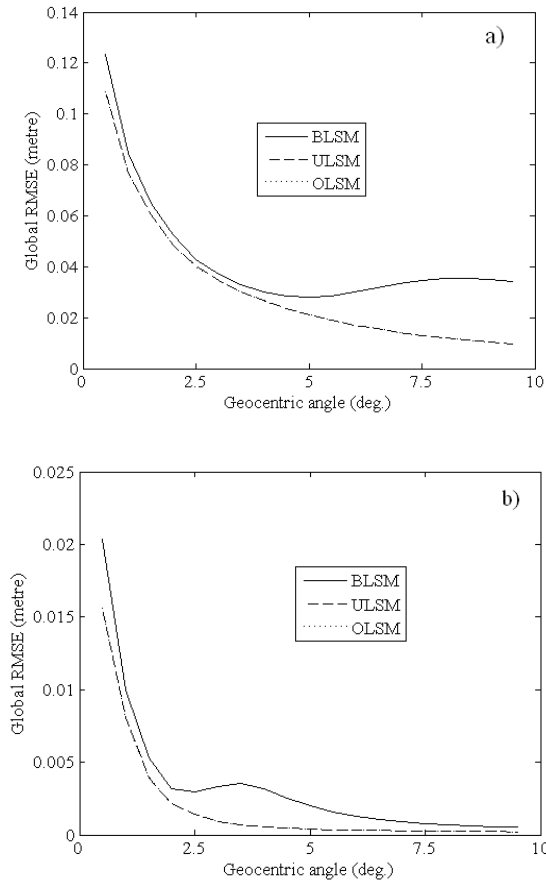 a)
0.14
0.12
0.1
0.08
0.06
0.04
0.02
0
Global RMSE (metre)
BLSM
ULSM
OLSM
0 2.5 5 7.5 10
Geocentric angle (deg.)
b)
0.025
0.02
0.015
0.01
0.005
0
Global RMSE (metre)
BLSM
ULSM
OLSM
0 2.5 5 7.5 10
Geocentric angle (deg.)